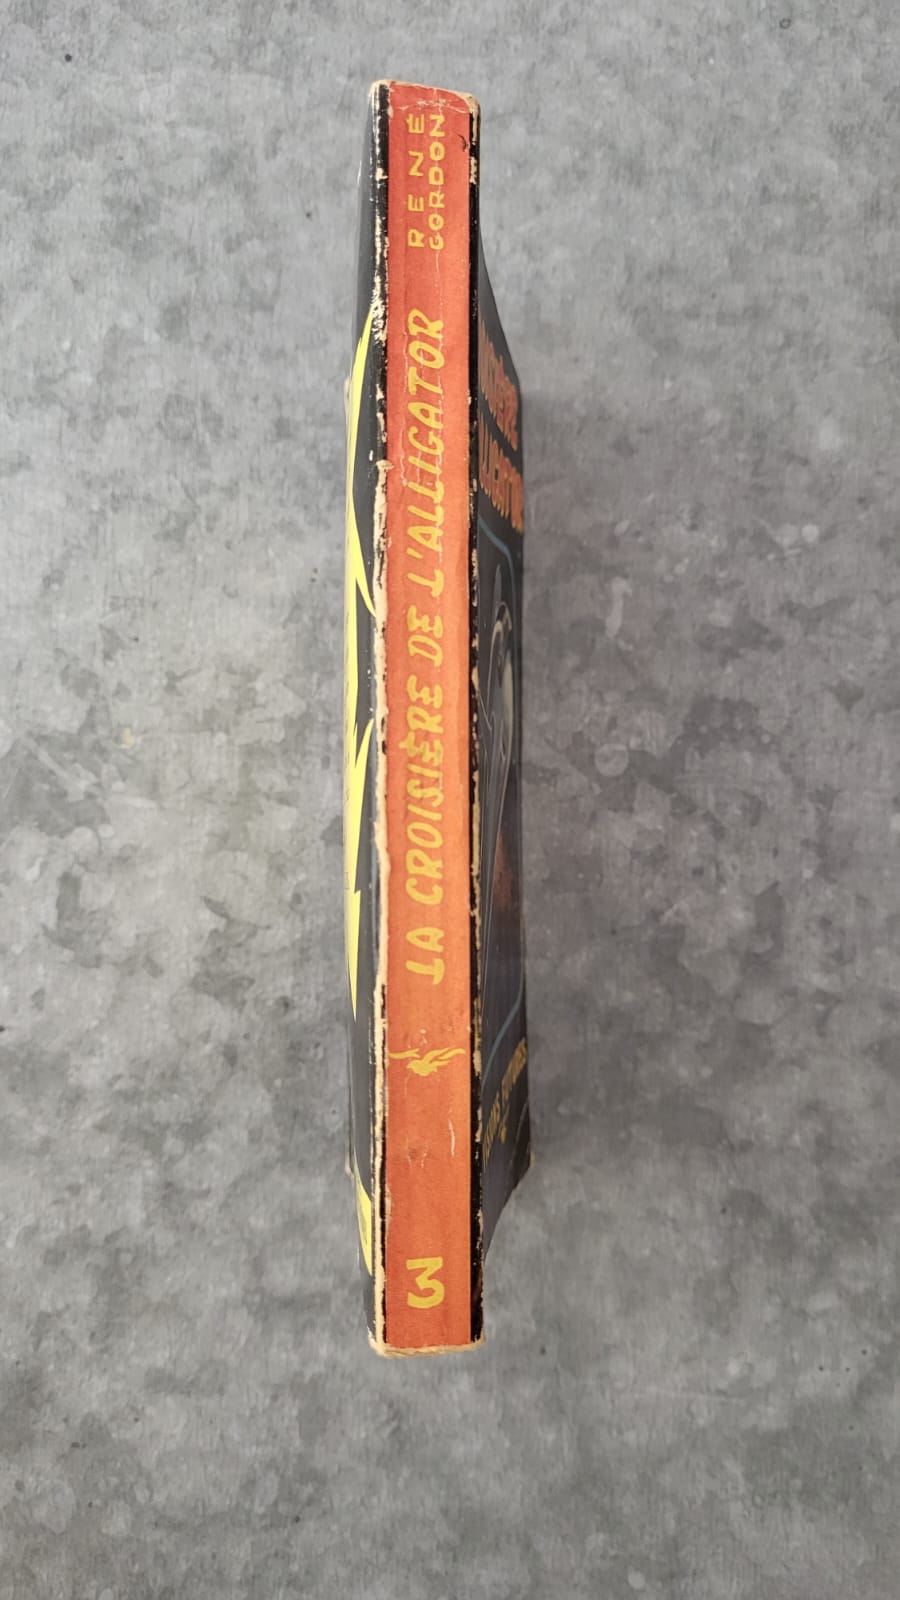 RENÉ
GORDON
LA CROISIÈRE DE L'ALLIGATOR
3